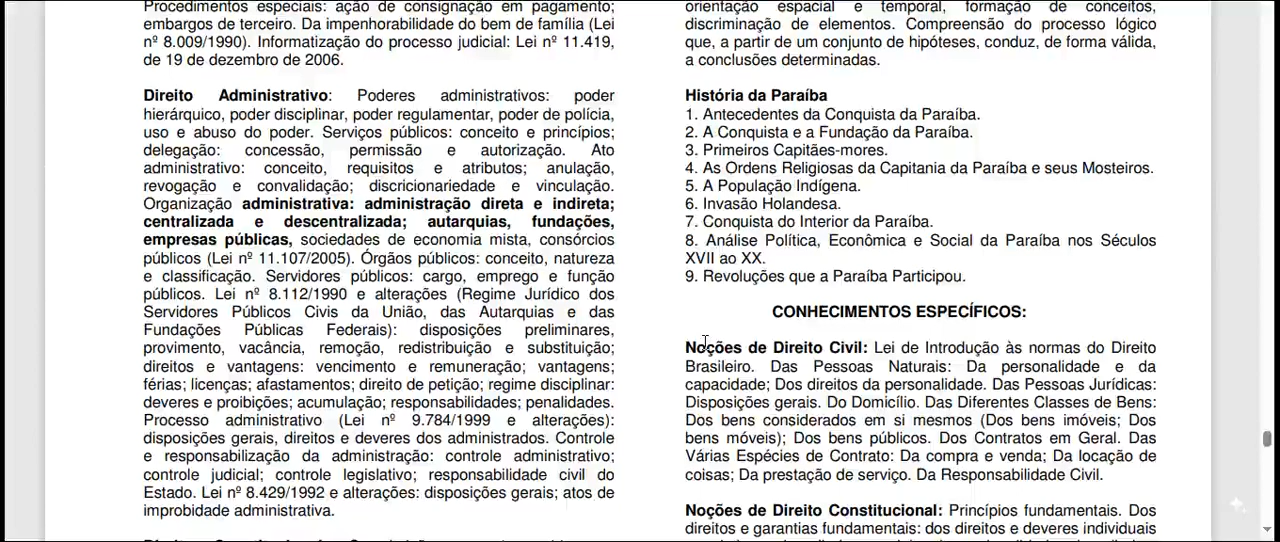 Procedimentos especiais: ação de consignação em pagamento;
embargos de terceiro. Da impenhorabilidade do bem de família (Lei
nº 8.009/1990). Informatização do processo judicial: Lei nº 11.419,
de 19 de dezembro de 2006.
Direito Administrativo: Poderes administrativos: poder
hierárquico, poder disciplinar, poder regulamentar, poder de polícia,
uso e abuso do poder. Serviços públicos: conceito e princípios;
delegação: concessão, permissão e autorização. Ato
administrativo: conceito, requisitos e atributos; anulação,
revogação e convalidação; discricionariedade e vinculação.
Organização administrativa: administração direta e indireta;
centralizada e descentralizada; autarquias, fundações,
empresas públicas, sociedades de economia mista, consórcios
públicos (Lei nº 11.107/2005). Órgãos públicos: conceito, natureza
e classificação. Servidores públicos: cargo, emprego e função
públicos. Lei nº 8.112/1990 e alterações (Regime Jurídico dos
Servidores Públicos Civis da União, das Autarquias e das
Fundações Públicas Federais): disposições preliminares,
provimento, vacância, remoção, redistribuição e substituição;
direitos e vantagens: vencimento e remuneração; vantagens;
férias; licenças; afastamentos; direito de petição; regime disciplinar:
deveres e proibições; acumulação; responsabilidades; penalidades.
Processo administrativo (Lei nº 9.784/1999 e alterações):
disposições gerais, direitos e deveres dos administrados. Controle
e responsabilização da administração: controle administrativo;
controle judicial; controle legislativo; responsabilidade civil do
Estado. Lei nº 8.429/1992 e alterações: disposições gerais; atos de
improbidade administrativa.
orientação espacial e temporal, formação de conceitos,
discriminação de elementos. Compreensão do processo lógico
que, a partir de um conjunto de hipóteses, conduz, de forma válida,
a conclusões determinadas.
História da Paraíba
1. Antecedentes da Conquista da Paraíba.
2. A Conquista e a Fundação da Paraíba.
3. Primeiros Capitães-mores.
4. As Ordens Religiosas da Capitania da Paraíba e seus Mosteiros.
5. A População Indígena.
6. Invasão Holandesa.
7. Conquista do Interior da Paraíba.
8. Análise Política, Econômica e Social da Paraíba nos Séculos
XVII ao XX.
9. Revoluções que a Paraíba Participou.
CONHECIMENTOS ESPECÍFICOS:
Noções de Direito Civil: Lei de Introdução às normas do Direito
Brasileiro. Das Pessoas Naturais: Da personalidade e da
capacidade; Dos direitos da personalidade. Das Pessoas Jurídicas:
Disposições gerais. Do Domicílio. Das Diferentes Classes de Bens:
Dos bens considerados em si mesmos (Dos bens imóveis; Dos
bens móveis); Dos bens públicos. Dos Contratos em Geral. Das
Várias Espécies de Contrato: Da compra e venda; Da locação de
coisas; Da prestação de serviço. Da Responsabilidade Civil.
Noções de Direito Constitucional: Princípios fundamentais. Dos
direitos e garantias fundamentais: dos direitos e deveres individuais